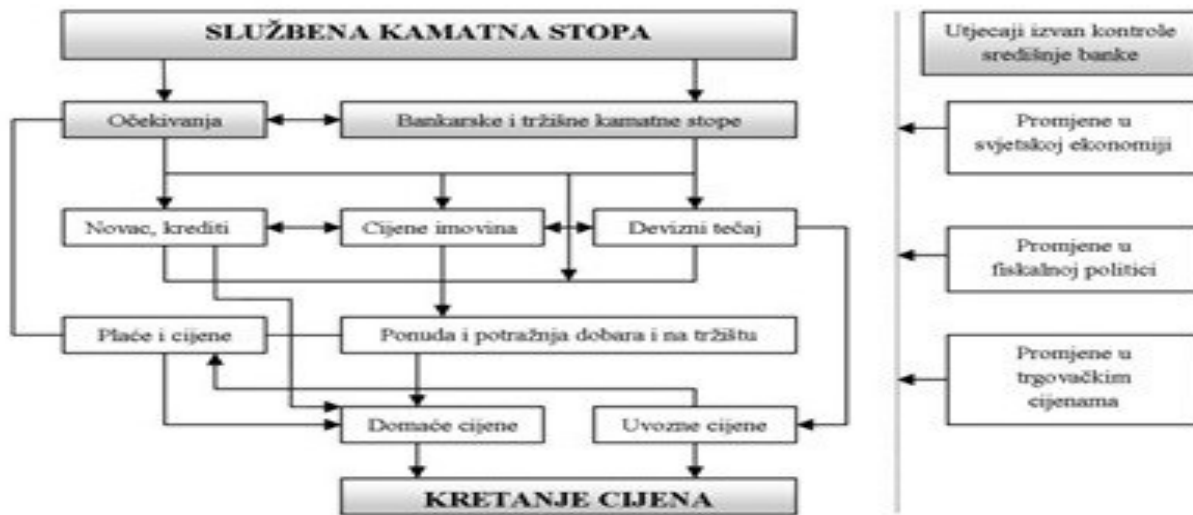 SLUŽBENA KAMATNA STOPA
Utjecaji izvan kontrole
središnje banke
Očekivanja
Bankarske i tržišne kamatne stope
Promjene u
svjetskoj ekonomiji
Novac, krediti
Cijene imovina
Devizni tečaj
Promjene u
fiskalnoj politici
Plaće i cijene
Ponuda i potražnja dobara i na tržištu
Promjene u
trgovačkim
cijenama
Domaće cijene
Uvozne cijene
KRETANJE CIJENA